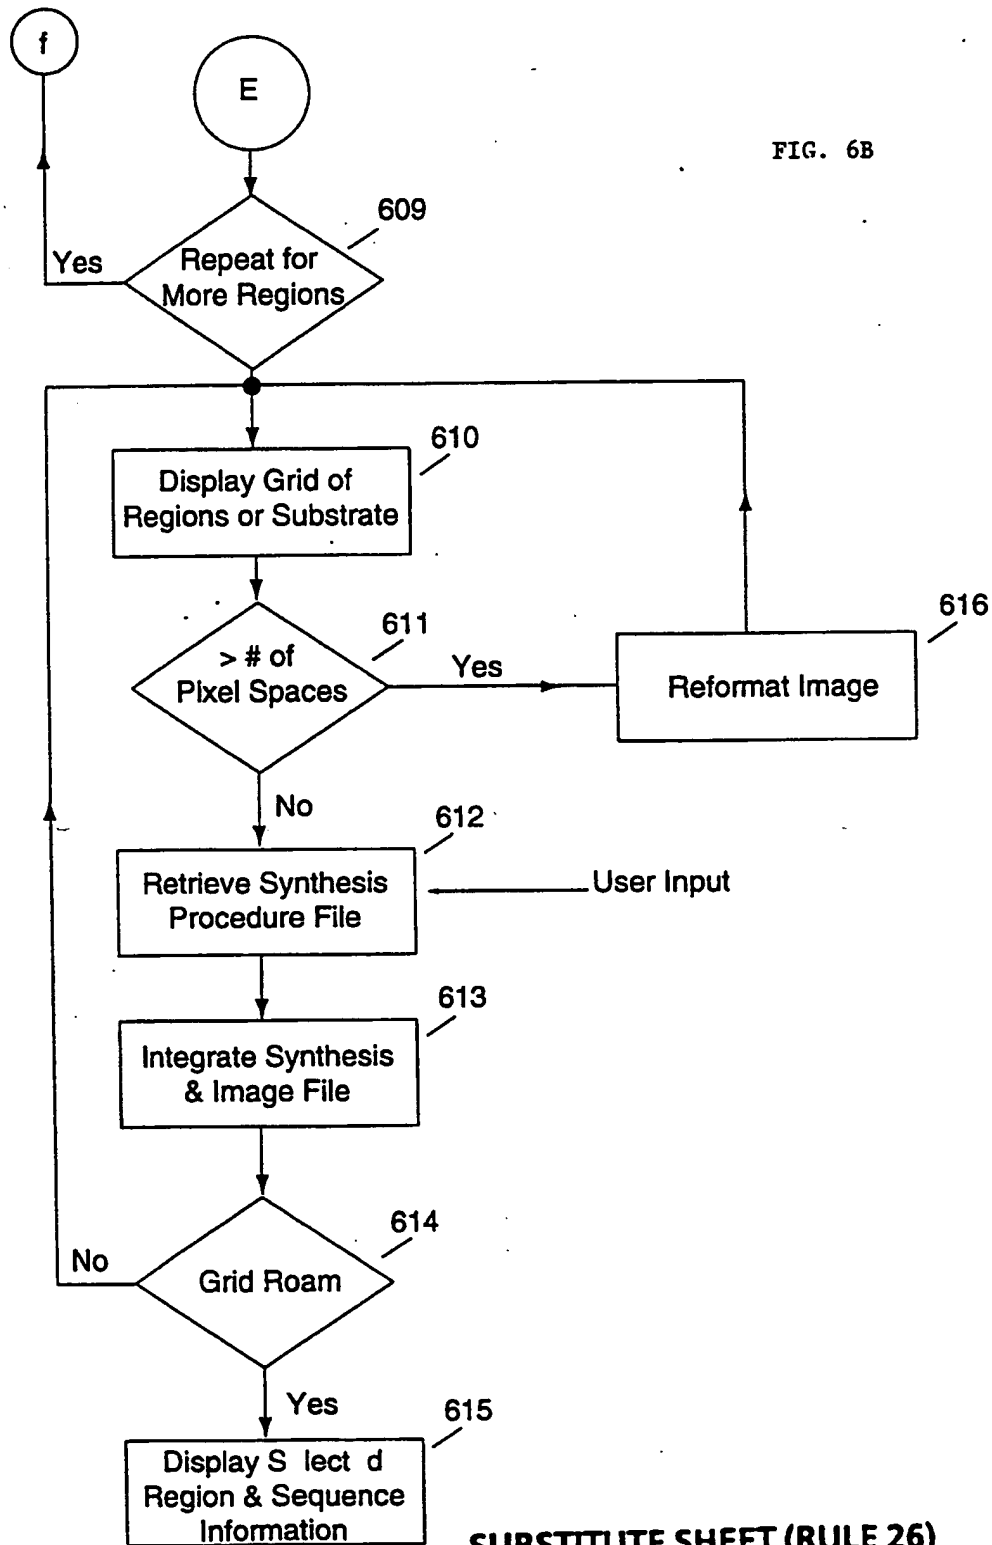 f
E
FIG. 6B
609
Repeat for
More Regions
Yes
610
Display Grid of
Regions or Substrate
611
> # of
Pixel Spaces
Yes
616
Reformat Image
No
612
Retrieve Synthesis
Procedure File
User Input
613
Integrate Synthesis
& Image File
614
Grid Roam
No
Yes
615
Display S lect d
Region & Sequence
Information
SUBSTITUTE SHEET (RULE 26)